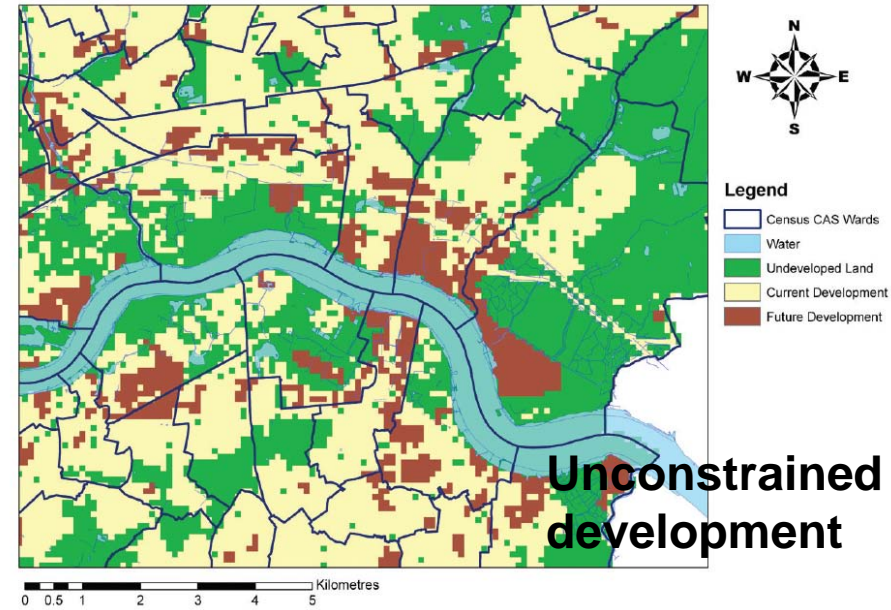 N
W E
S
Legend
Census CAS Wards
Water
Undeveloped Land
Current Development
Future Development
Unconstrained
development
Kilometres
0 0.5 1 2 3 4 5